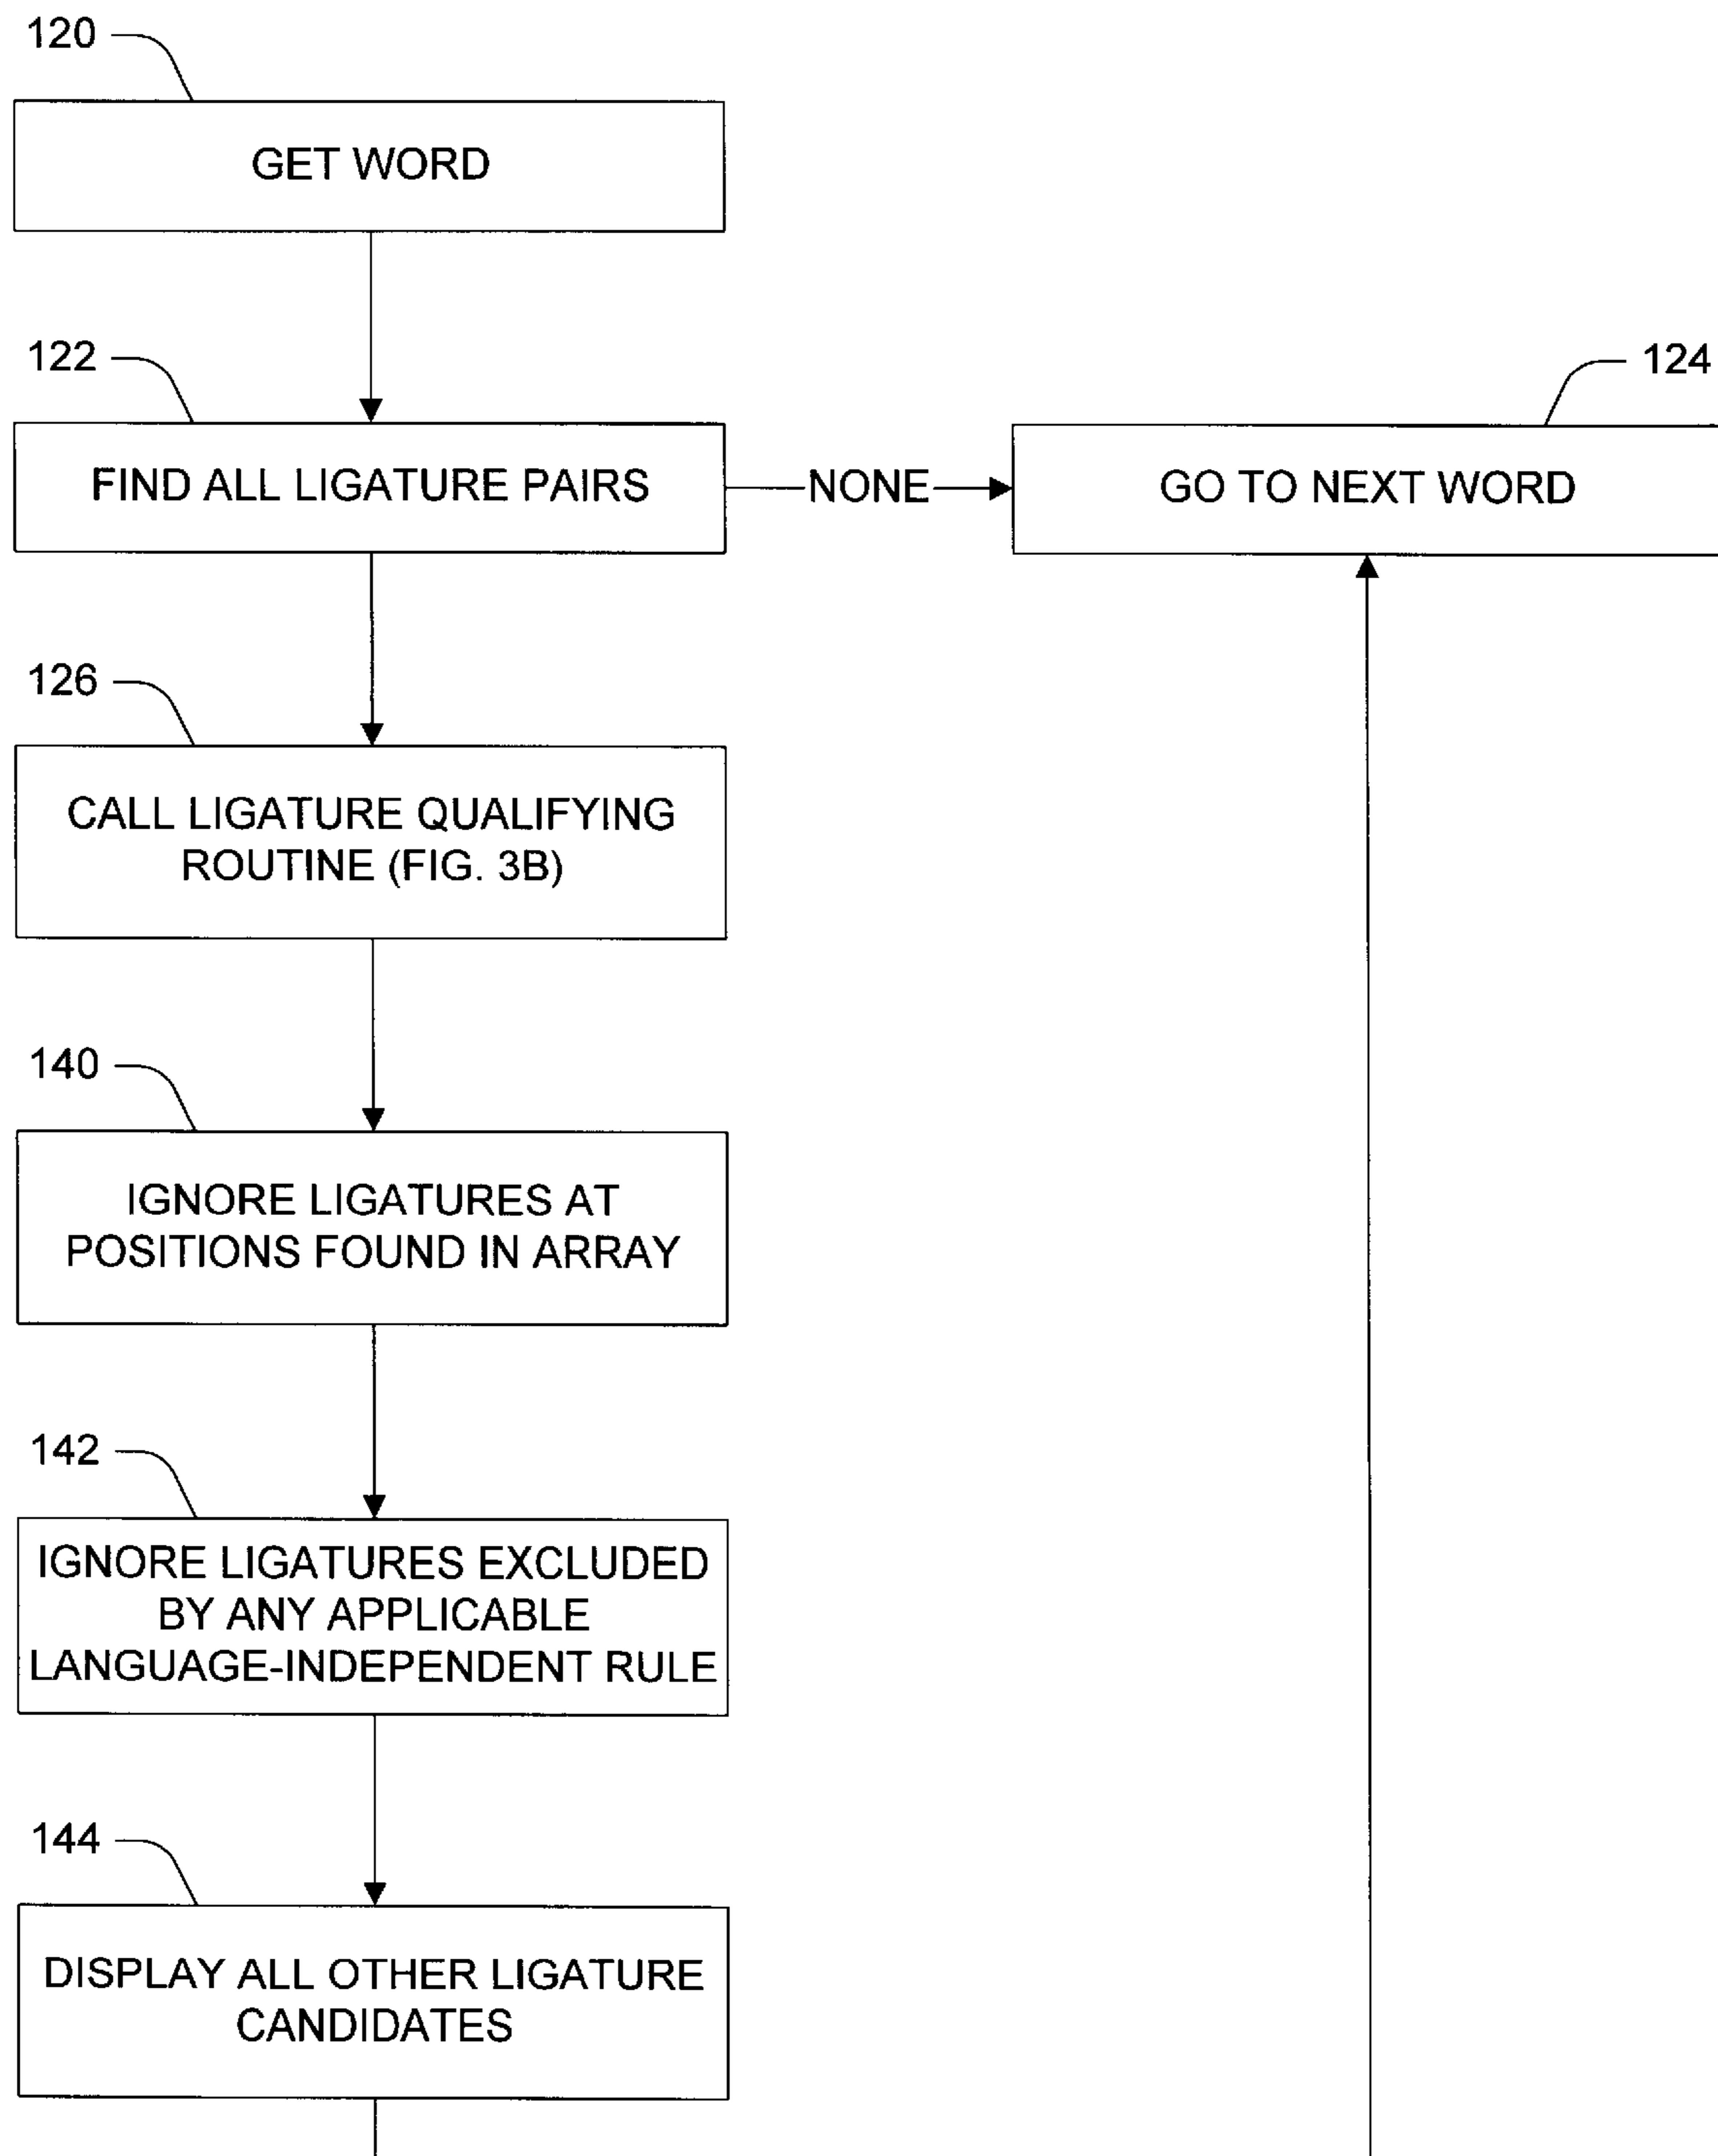 120
GET WORD
122
124
FIND ALL LIGATURE PAIRS
NONE
GO TO NEXT WORD
126
CALL LIGATURE QUALIFYING
ROUTINE (FIG. 3B)
140
IGNORE LIGATURES AT
POSITIONS FOUND IN ARRAY
142
IGNORE LIGATURES EXCLUDED
BY ANY APPLICABLE
LANGUAGE-INDEPENDENT RULE
144
DISPLAY ALL OTHER LIGATURE
CANDIDATES